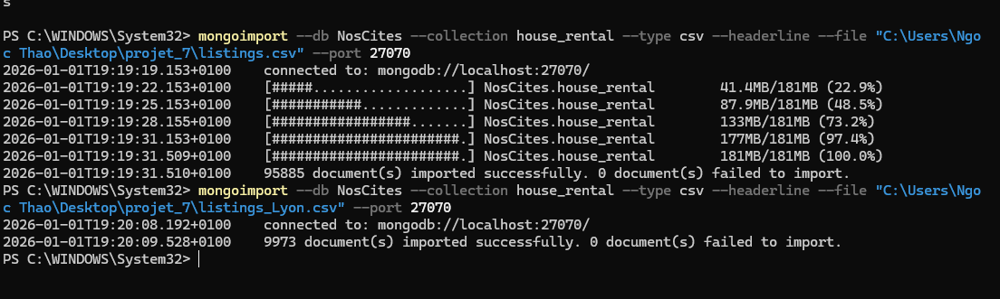 s
PS C:\WINDOWS\System32> mongoimport --db NosCites --collection house_rental --type csv --headerline --file "C:\Users\Ngo
c Thao\Desktop\projet_7\listings.csv" --port 27070
2026-01-01T19:19:19.153+0100    connected to: mongodb://localhost:27070/
2026-01-01T19:19:22.153+0100    [#####...................] NosCites.house_rental        41.4MB/181MB (22.9%)
2026-01-01T19:19:25.153+0100    [###########.............] NosCites.house_rental        87.9MB/181MB (48.5%)
2026-01-01T19:19:28.155+0100    [#################.......] NosCites.house_rental        133MB/181MB (73.2%)
2026-01-01T19:19:31.153+0100    [#######################.] NosCites.house_rental        177MB/181MB (97.4%)
2026-01-01T19:19:31.509+0100    [#######################.] NosCites.house_rental        181MB/181MB (100.0%)
2026-01-01T19:19:31.510+0100    95885 document(s) imported successfully. 0 document(s) failed to import.
PS C:\WINDOWS\System32> mongoimport --db NosCites --collection house_rental --type csv --headerline --file "C:\Users\Ngo
c Thao\Desktop\projet_7\listings_Lyon.csv" --port 27070
2026-01-01T19:20:08.192+0100    connected to: mongodb://localhost:27070/
2026-01-01T19:20:09.528+0100    9973 document(s) imported successfully. 0 document(s) failed to import.
PS C:\WINDOWS\System32>